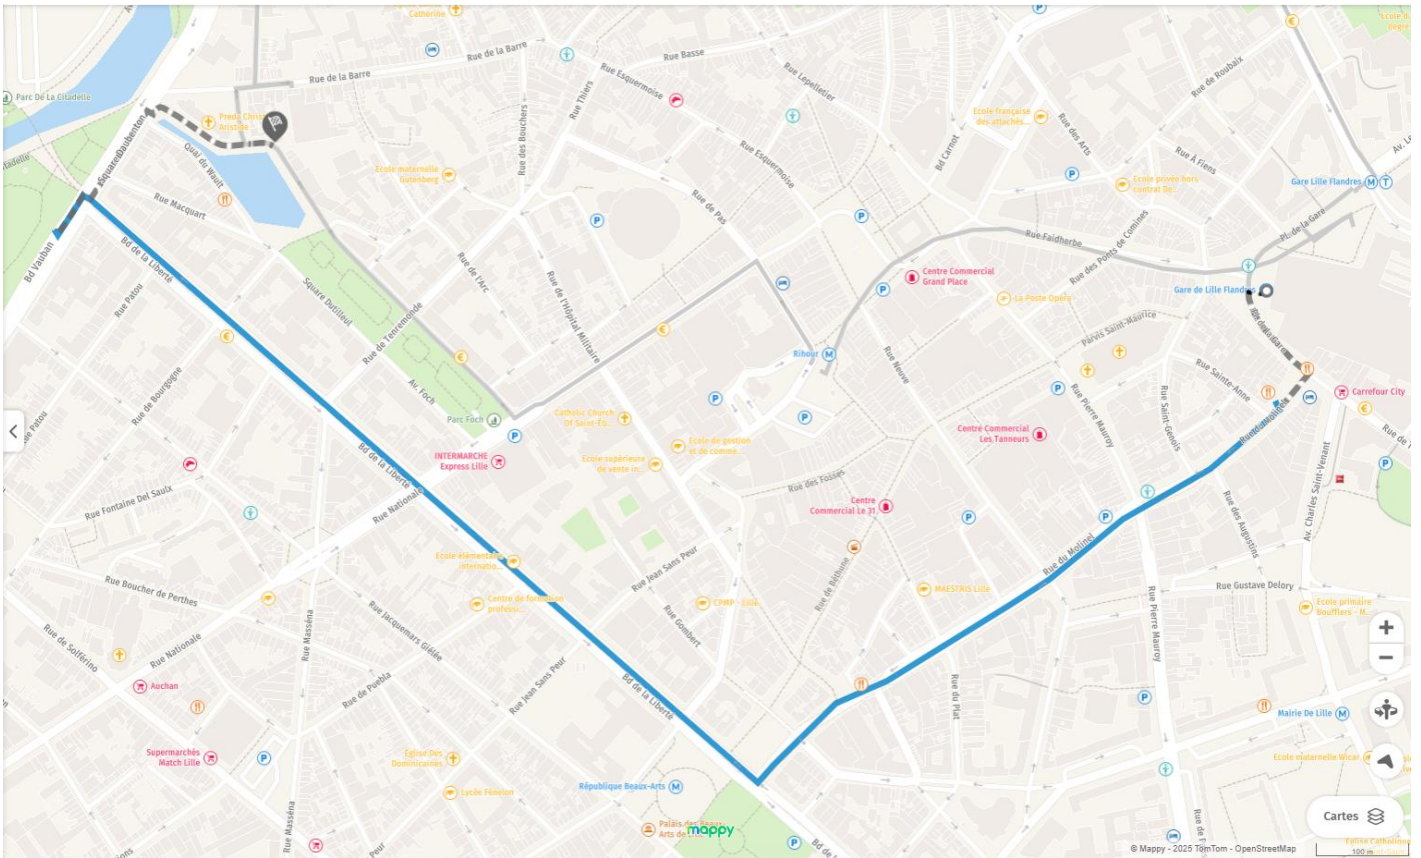 Catherine
Rue de la Barre
Rue Basse
Rue de la Barre
Rue Esquermoise
Rue Lepelletier
Rue Thiers
Rue de Roubaix
Parc De La Citadelle
Square Daubenton
Quai du Wault
Rue des Bouchers
Ecole française
des attachés...
Bd Carnot
Rue des Arts
Rue A Fiens
Ecole maternelle
Gutenberg
Rue Esquermoise
Ecole privée hors
contrat De...
Gare Lille Flandres
M
T
Rue Macquart
Rue de Pas
Pl. de la Gare
Rue Faidherbe
Rue des Ponts de Comines
Bd Vauban
Bd de la Liberté
Rue de l'Arc
Centre Commercial
Grand Place
Rue Patou
Square Dutilleul
Rue de l'Hôpital Militaire
La Poste Opéra
Gare de Lille Flandres
Rue de Tenremonde
Parvis Saint-Maurice
Rihour
M
Rue Neuve
Rue Sainte-Anne
Carrefour City
Rue de Bourgogne
Av. Foch
Rue Pierre Mauroy
Rue Saint-Genois
Parc Foch
Catholic Church
Of Saint-Et...
Centre Commercial
Les Tanneurs
Rue Patou
INTERMARCHE
Express Lille
Ecole de gestion
et de comme...
Ecole supérieure
de vente in...
Bd de la Liberté
Rue des Fossés
Rue Fontaine Del Saulx
Rue Nationale
Centre
Commercial Le 31
Av. Charles Saint-Venant
Rue des Augustins
Ecole élémentaire
internatio...
Rue Jean Sans Peur
Rue du Molinel
Rue Boucher de Perthes
Centre de formation
professi...
CPMP - Lille
Rue de Béthune
MAESTRIS Lille
Rue Gustave Delory
Ecole primaire
Boufflers - M...
Rue de Solférino
Rue Nationale
Rue Masséna
Rue Jacquemars Giélée
Rue Gombert
Rue Pierre Mauroy
Auchan
Rue de Puebla
Rue Jean Sans Peur
Bd de la Liberté
Rue du Plat
Mairie De Lille
M
Supermarchés
Match Lille
Eglise Des
Dominicaines
Ecole maternelle Wicar
République Beaux-Arts
M
Lycée Fénelon
Rue Masséna
Palais des Beaux-
mappy
Cartes
© Mappy - 2025 TomTom - OpenStreetMap
100 m